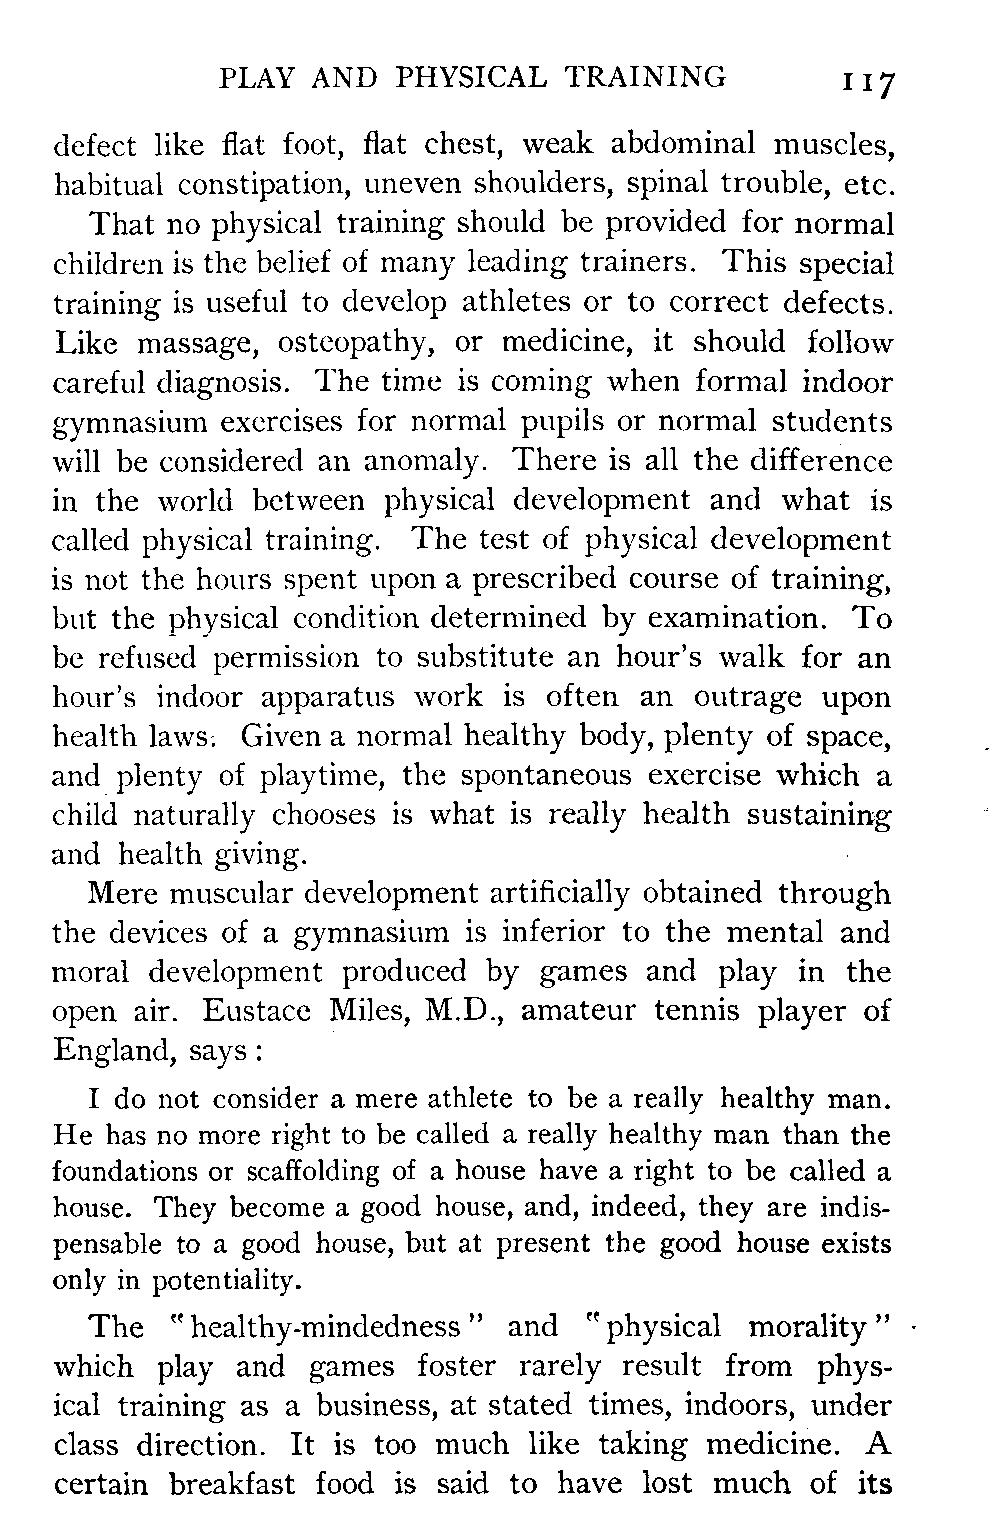 PLAY AND PHYSICAL TRAINING 117
defect like flat foot, flat chest, weak abdominal muscles,
habitual constipation, uneven shoulders, spinal trouble, etc.
That no physical training should be provided for normal
children is the belief of many leading trainers. This special
training is useful to develop athletes or to correct defects.
Like massage, osteopathy, or medicine, it should follow
careful diagnosis. The time is coming when formal indoor
gymnasium exercises for normal pupils or normal students
will be considered an anomaly. There is all the difference
in the world between physical development and what is
called physical training. The test of physical development
is not the hours spent upon a prescribed course of training,
but the physical condition determined by examination. To
be refused permission to substitute an hour's walk for an
hour's indoor apparatus work is often an outrage upon
health laws. Given a normal healthy body, plenty of space,
and plenty of playtime, the spontaneous exercise which a
child naturally chooses is what is really health sustaining
and health giving.
Mere muscular development artificially obtained through
the devices of a gymnasium is inferior to the mental and
moral development produced by games and play in the
open air. Eustace Miles, M.D., amateur tennis player of
England, says :
I do not consider a mere athlete to be a really healthy man.
He has no more right to be called a really healthy man than the
foundations or scaffolding of a house have a right to be called a
house. They become a good house, and, indeed, they are indis-
pensable to a good house, but at present the good house exists
only in potentiality.
The "healthy-mindedness" and "physical morality"
which play and games foster rarely result from phys-
ical training as a business, at stated times, indoors, under
class direction. It is too much like taking medicine. A
certain breakfast food is said to have lost much of its